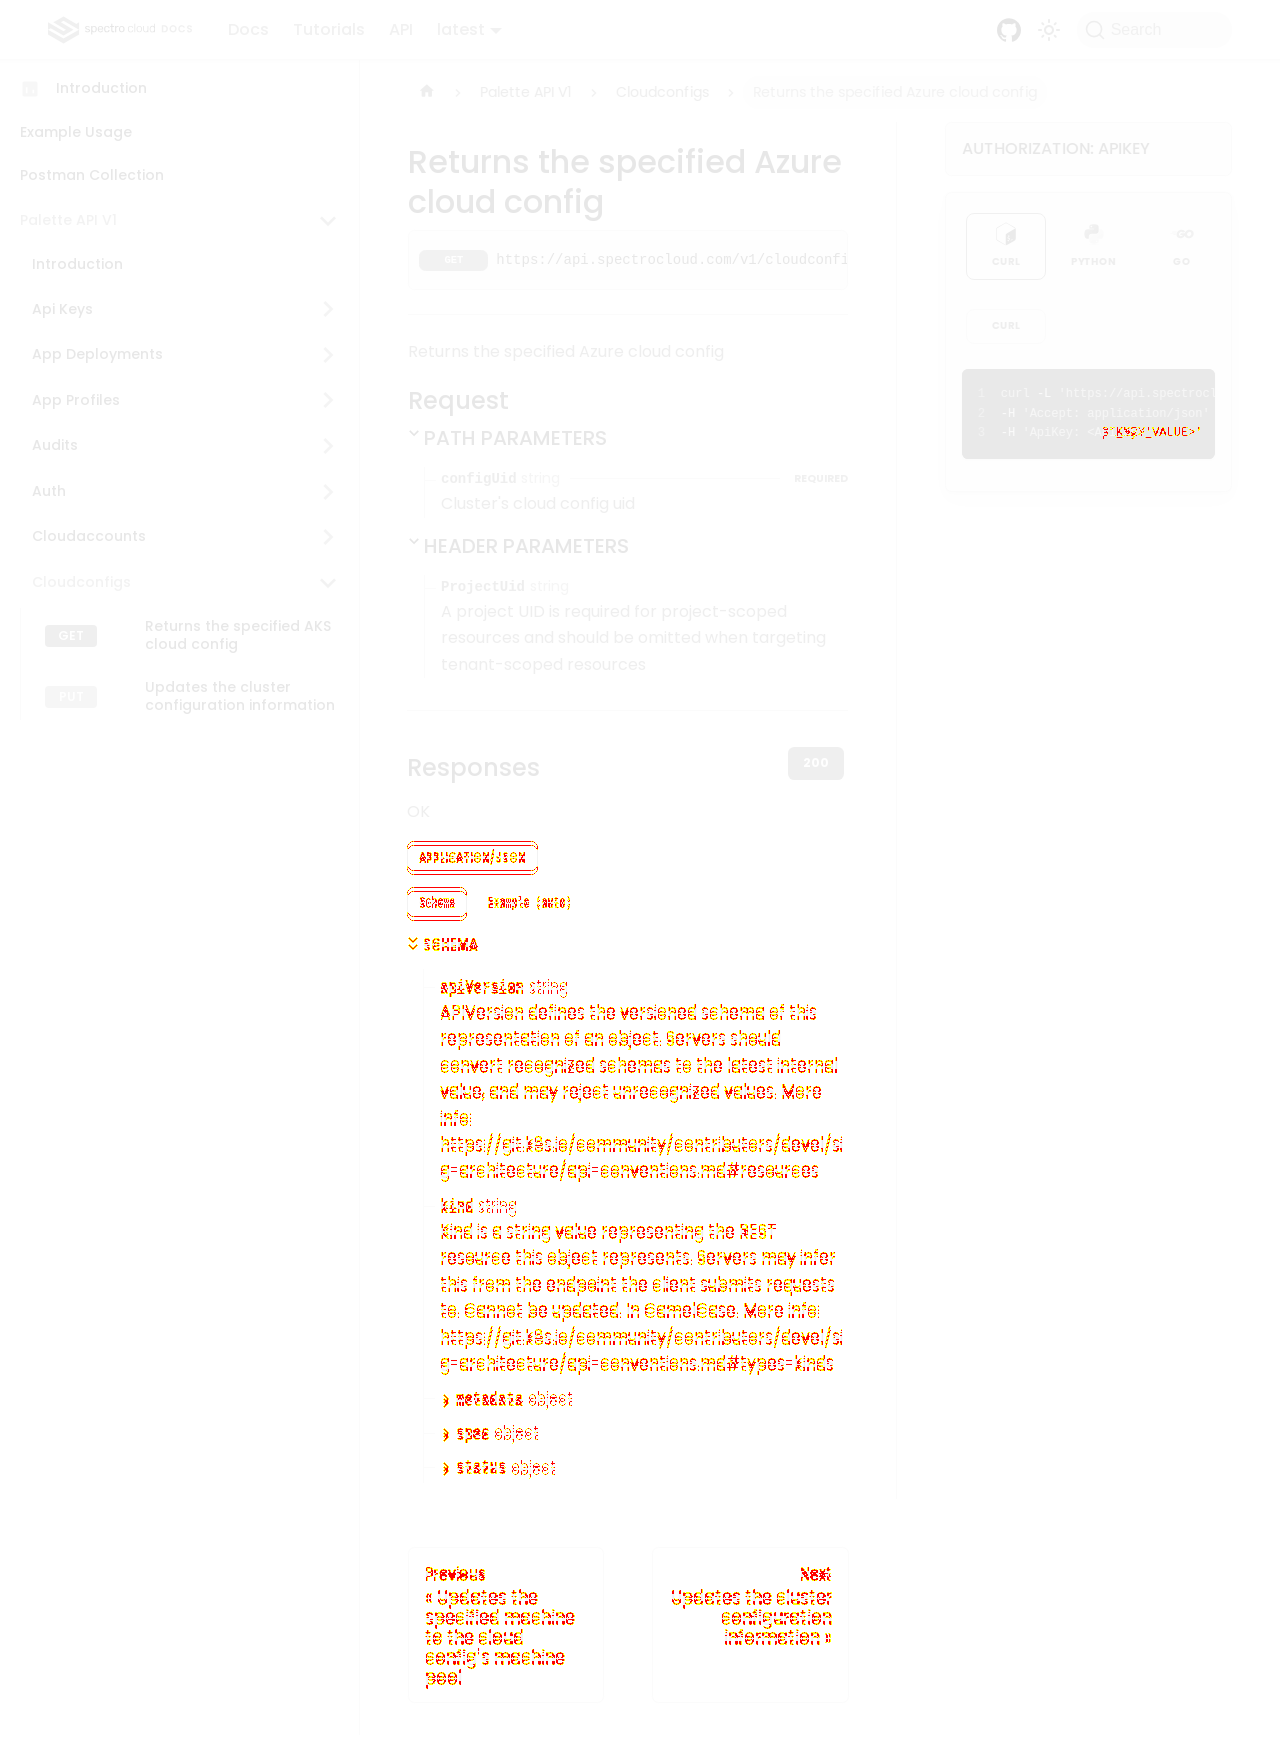 spectro cloud DOCS
Docs Tutorials API latest
Search
Introduction
Example Usage
Postman Collection
Palette API V1
Introduction
Api Keys
App Deployments
App Profiles
Audits
Auth
Cloudaccounts
Cloudconfigs
GET Returns the specified AKS
cloud config
PUT Updates the cluster
configuration information
Palette API V1 Cloudconfigs Returns the specified Azure cloud config
Returns the specified Azure
cloud config
GET https://api.spectrocloud.com/v1/cloudconfi
Returns the specified Azure cloud config
Request
PATH PARAMETERS
configUid string REQUIRED
Cluster's cloud config uid
HEADER PARAMETERS
ProjectUid string
A project UID is required for project-scoped
resources and should be omitted when targeting
tenant-scoped resources
Responses 200
OK
APPLICATION/JSON
Schema Example (auto)
SCHEMA
apiVersion string
APIVersion defines the versioned schema of this
representation of an object. Servers should
convert recognized schemas to the latest internal
value, and may reject unrecognized values. More
info:
https://git.k8s.io/community/contributors/devel/si
g-architecture/api-conventions.md#resources
kind string
Kind is a string value representing the REST
resource this object represents. Servers may infer
this from the endpoint the client submits requests
to. Cannot be updated. In CamelCase. More info:
https://git.k8s.io/community/contributors/devel/si
g-architecture/api-conventions.md#types-kinds
metadata object
spec object
status object
Previous
« Updates the
specified machine
to the cloud
config's machine
pool
Next
Updates the cluster
configuration
information »
AUTHORIZATION: APIKEY
CURL PYTHON GO
CURL
1 curl -L 'https://api.spectrocl
2 -H 'Accept: application/json'
3 -H 'ApiKey: VALUE>'